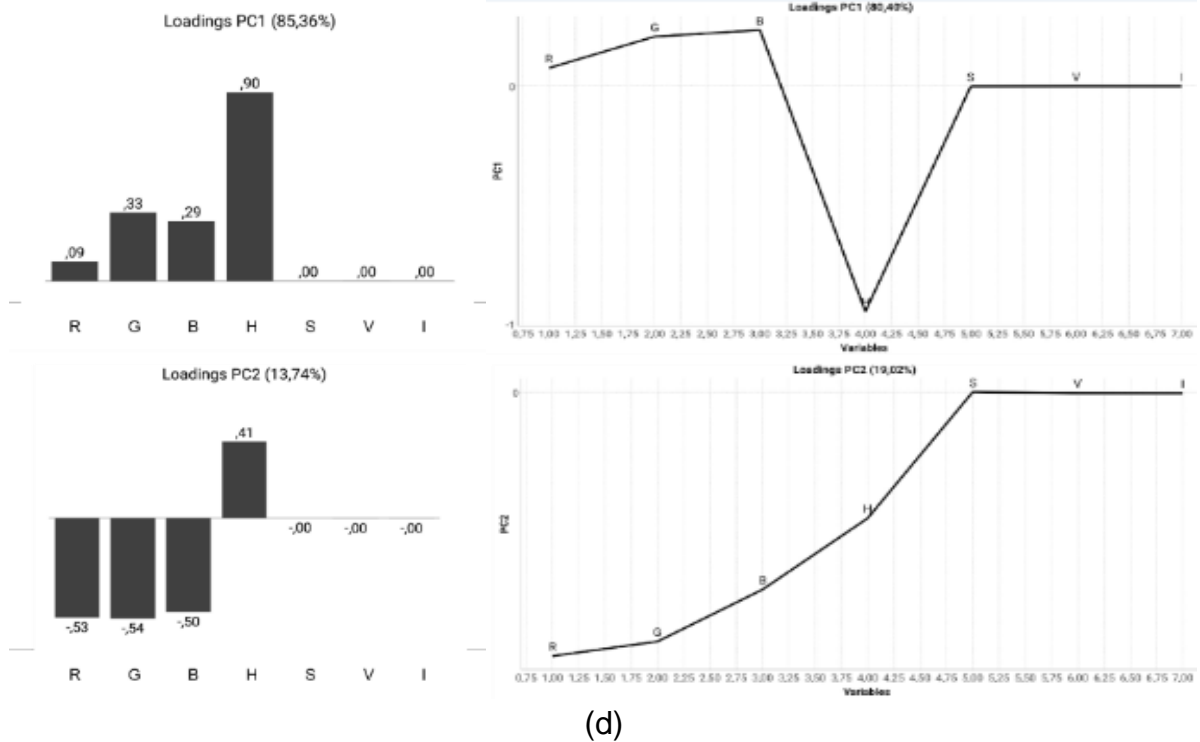 Loadings PC1 (85,36%)
,90
,33
,29
,09
,00 ,00 ,00
R G B H S V I
Loadings PC1 (80,40%)
R G B H S V I
0
PC1
-1
0,75 1,00 1,25 1,50 1,75 2,00 2,25 2,50 2,75 3,00 3,25 3,50 3,75 4,00 4,25 4,50 4,75 5,00 5,25 5,50 5,75 6,00 6,25 6,50 6,75 7,00
Variables
Loadings PC2 (13,74%)
,41
-,00 -,00 -,00
-,53 -,54 -,50
R G B H S V I
Loadings PC2 (19,02%)
0
S V I
H
B
G
R
PC2
0,75 1,00 1,25 1,50 1,75 2,00 2,25 2,50 2,75 3,00 3,25 3,50 3,75 4,00 4,25 4,50 4,75 5,00 5,25 5,50 5,75 6,00 6,25 6,50 6,75 7,00
Variables
(d)